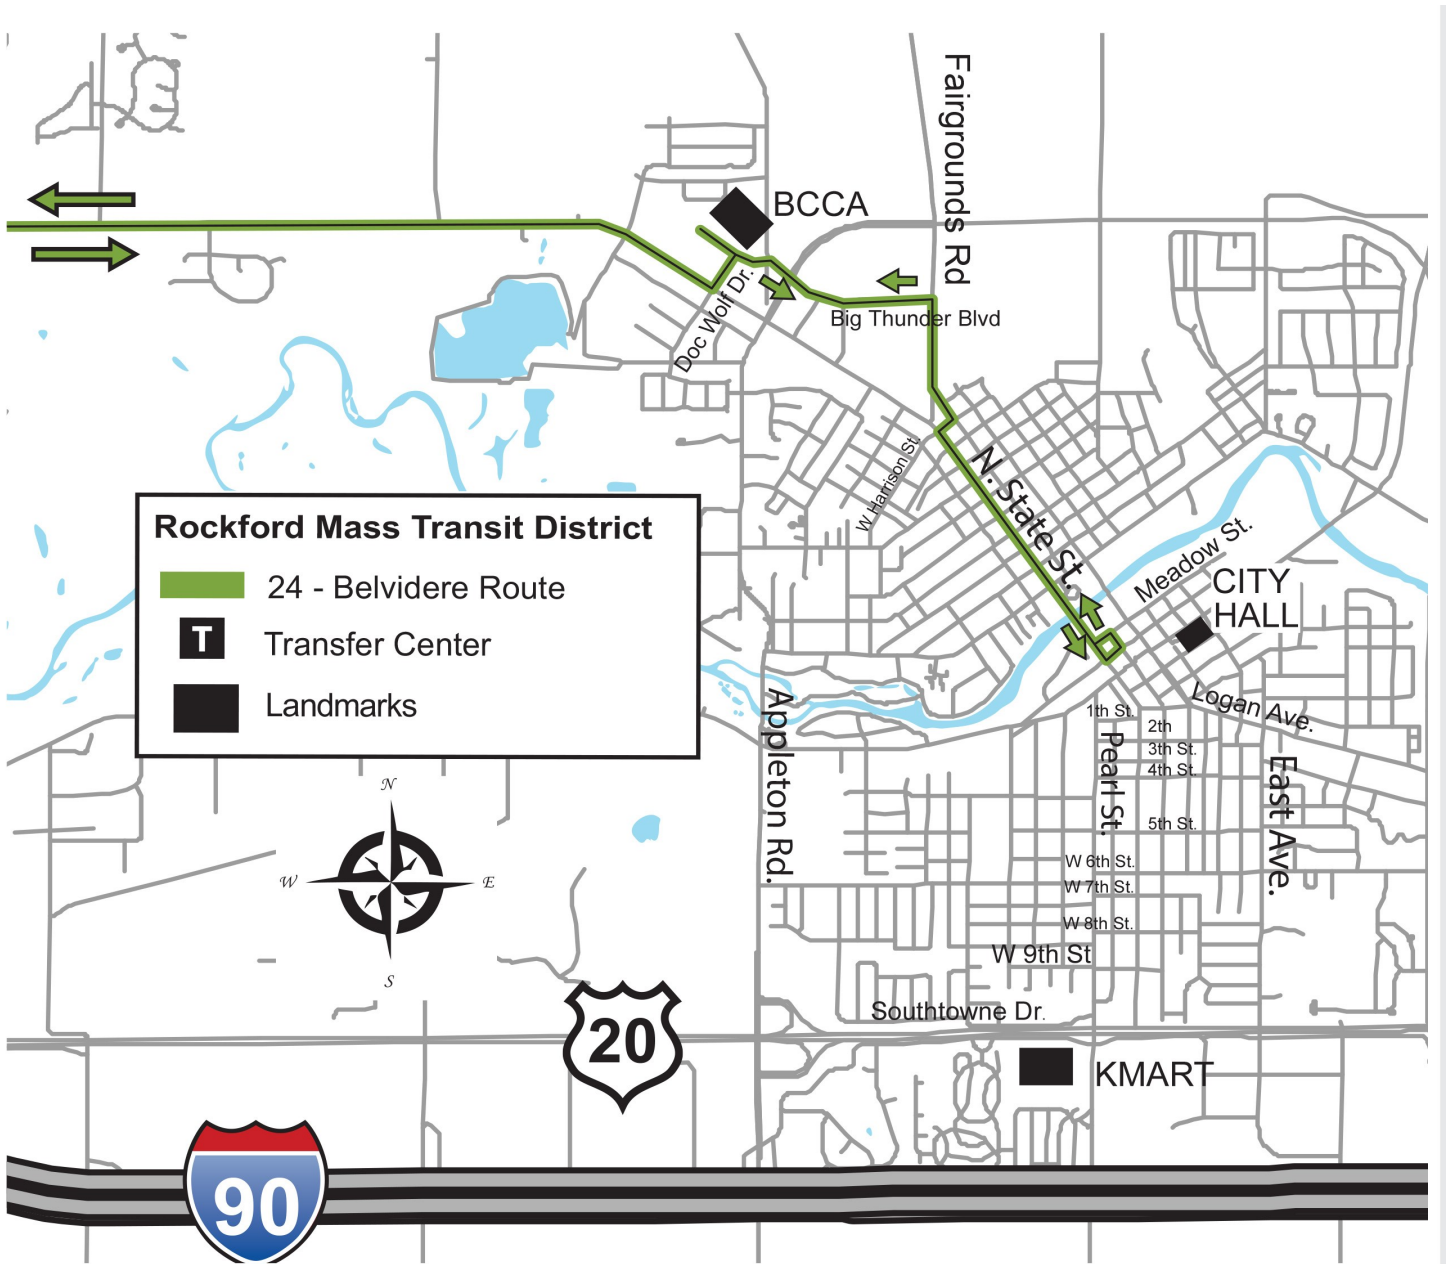 Fairgrounds Rd
BCCA
Doc Wolf Dr.
Big Thunder Blvd
W Harrison St.
N. State St.
Meadow St.
CITY
HALL
Rockford Mass Transit District
24 - Belvidere Route
T
Transfer Center
Landmarks
Logan Ave.
1th St.
2th
3th St.
4th St.
Pearl St.
East Ave.
Appleton Rd.
5th St.
W 6th St.
W 7th St.
W 8th St.
W 9th St
N
W
E
S
Southtowne Dr.
20
KMART
90